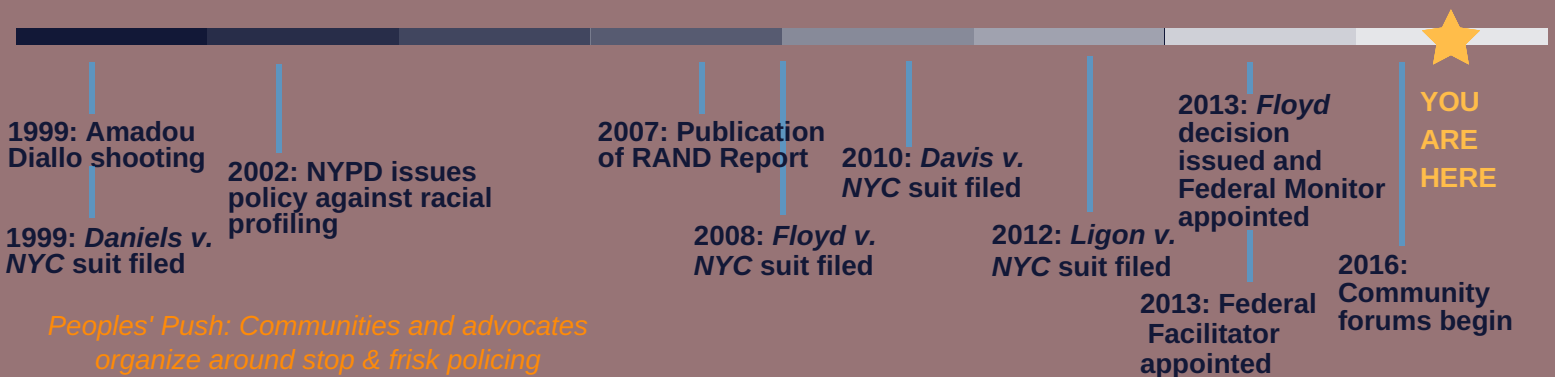 1999: Amadou
Diallo shooting
1999: Daniels v.
NYC suit filed
2002: NYPD issues
policy against racial
profiling
2007: Publication
of RAND Report
2008: Floyd v.
NYC suit filed
2010: Davis v.
NYC suit filed
2012: Ligon v.
NYC suit filed
2013: Floyd
decision
issued and
Federal Monitor
appointed
2013: Federal
Facilitator
appointed
2016:
Community
forums begin
YOU
ARE
HERE
Peoples' Push: Communities and advocates
organize around stop & frisk policing